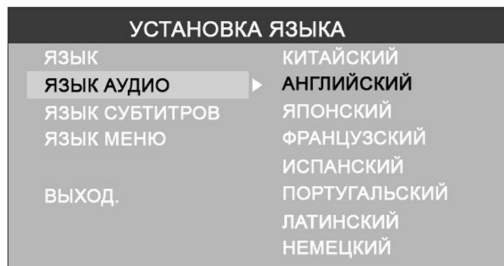 УСТАНОВКА ЯЗЫКА
ЯЗЫК КИТАЙСКИЙ
ЯЗЫК АУДИО АНГЛИЙСКИЙ
ЯЗЫК СУБТИТРОВ ЯПОНСКИЙ
ЯЗЫК МЕНЮ ФРАНЦУЗСКИЙ
ИСПАНСКИЙ
ВЫХОД. ПОРТУГАЛЬСКИЙ
ЛАТИНСКИЙ
НЕМЕЦКИЙ